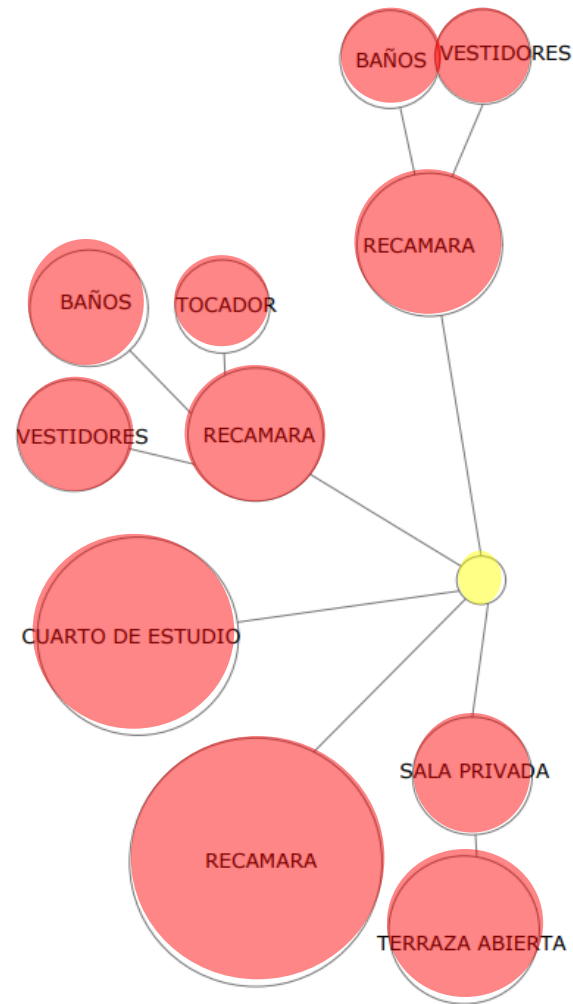 BAÑOS
VESTIDORES
RECAMARA
BAÑOS
TOCADOR
VESTIDORES
RECAMARA
CUARTO DE ESTUDIO
SALA PRIVADA
RECAMARA
TERRAZA ABIERTA